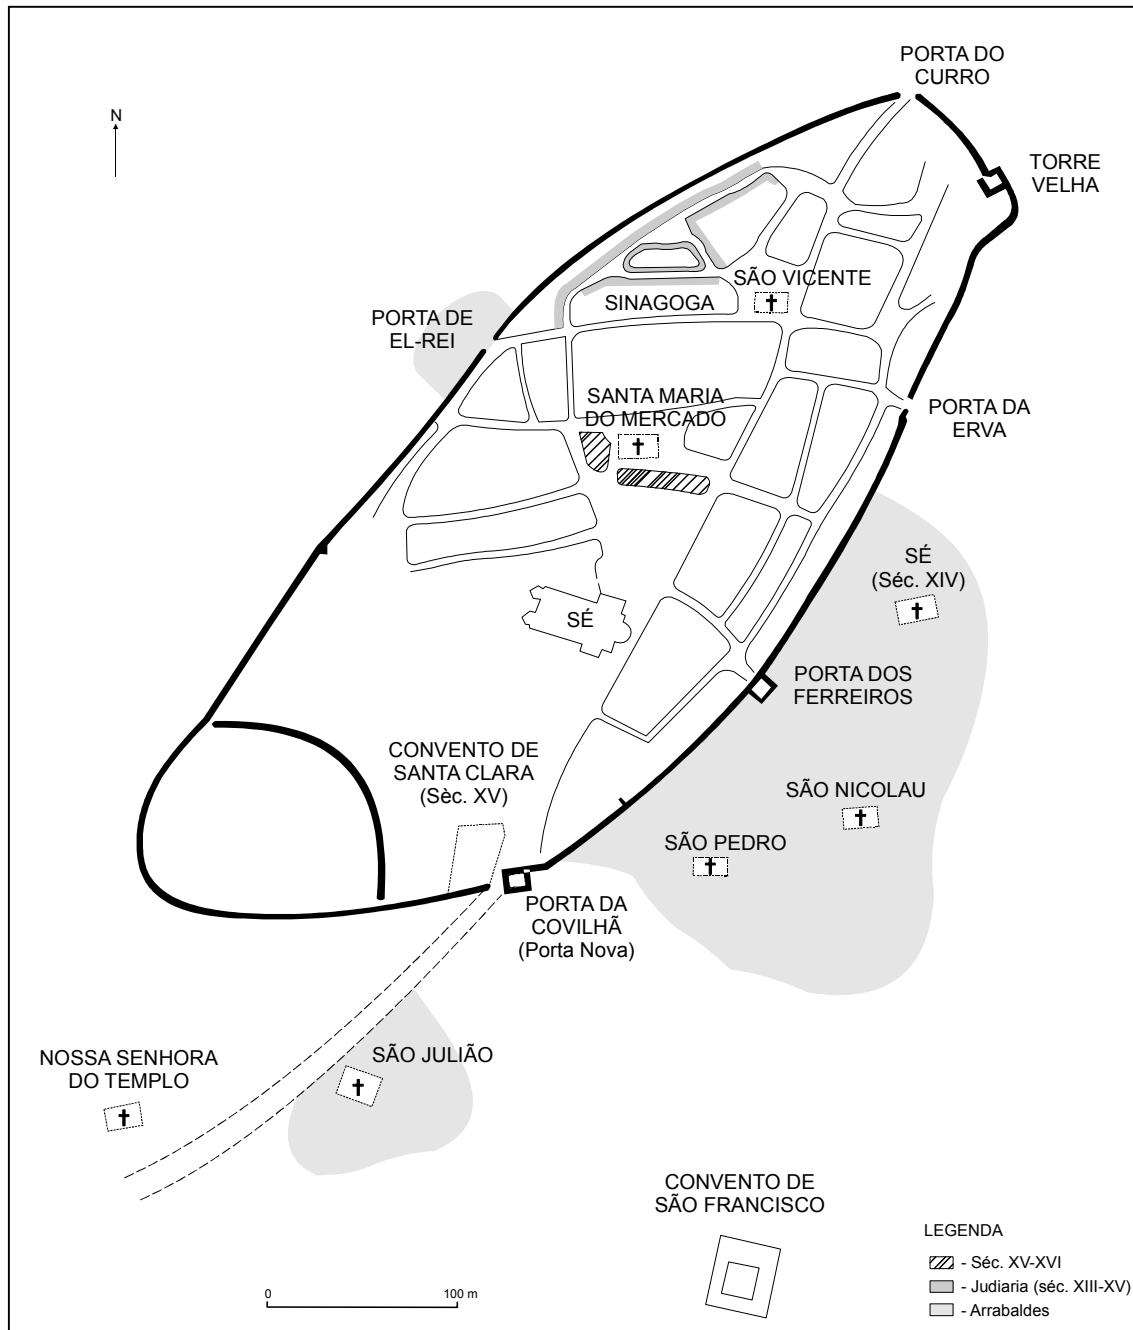 PORTA DO
CURRO
N
TORRE
VELHA
SÃO VICENTE
SINAGOGA
PORTA DE
EL-REI
SANTA MARIA
DO MERCADO
PORTA DA
ERVA
SÉ
(Séc. XIV)
SÉ
PORTA DOS
FERREIROS
CONVENTO DE
SANTA CLARA
(Sèc. XV)
SÃO NICOLAU
SÃO PEDRO
PORTA DA
COVILHÃ
(Porta Nova)
NOSSA SENHORA
DO TEMPLO
SÃO JULIÃO
CONVENTO DE
SÃO FRANCISCO
LEGENDA
- Séc. XV-XVI
- Judiaria (séc. XIII-XV)
- Arrabaldes
0 100 m